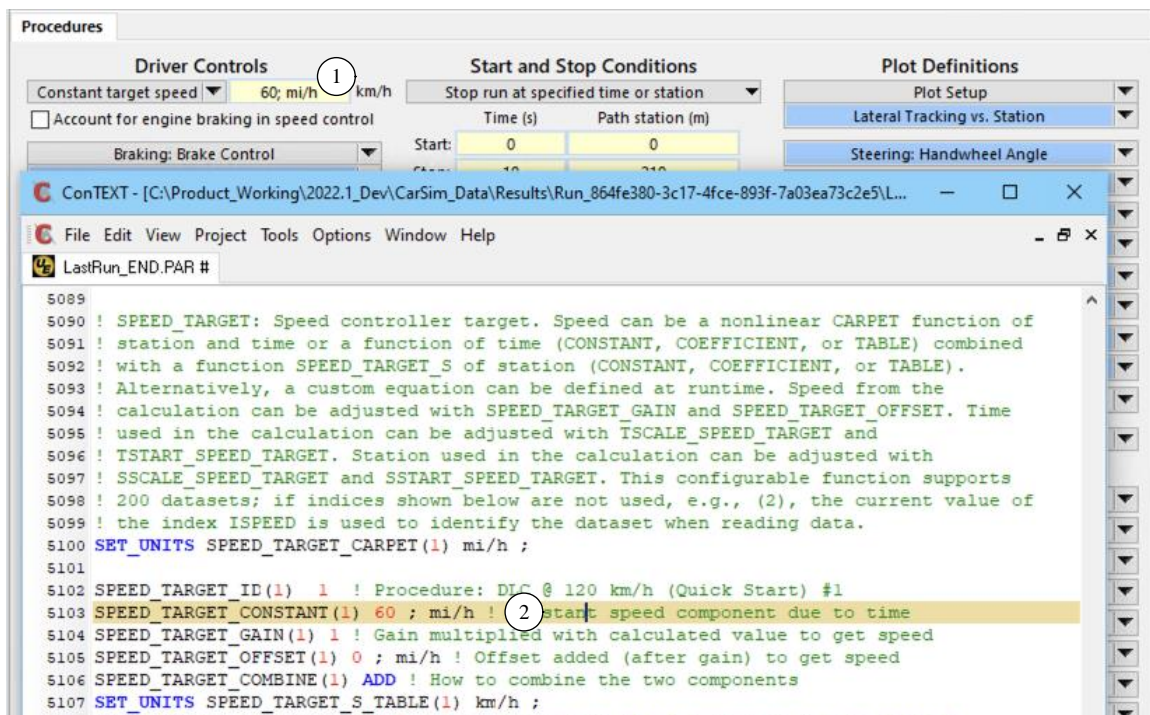 Procedures
Driver Controls
Start and Stop Conditions
Plot Definitions
1
Constant target speed 60; mi/h km/h
Stop run at specified time or station
Plot Setup
Account for engine braking in speed control
Time (s) Path station (m)
Lateral Tracking vs. Station
Start: 0 0
Braking: Brake Control
Steering: Handwheel Angle
Stop: 10 210
ConTEXT - [C:\Product_Working\2022.1_Dev\CarSim_Data\Results\Run_864fe380-3c17-4fce-893f-7a03ea73c2e5\L...
File Edit View Project Tools Options Window Help
LastRun_END.PAR #
5089
5090 ! SPEED_TARGET: Speed controller target. Speed can be a nonlinear CARPET function of
5091 ! station and time or a function of time (CONSTANT, COEFFICIENT, or TABLE) combined
5092 ! with a function SPEED_TARGET_S of station (CONSTANT, COEFFICIENT, or TABLE).
5093 ! Alternatively, a custom equation can be defined at runtime. Speed from the
5094 ! calculation can be adjusted with SPEED_TARGET_GAIN and SPEED_TARGET_OFFSET. Time
5095 ! used in the calculation can be adjusted with TSCALE_SPEED_TARGET and
5096 ! TSTART_SPEED_TARGET. Station used in the calculation can be adjusted with
5097 ! SSCALE_SPEED_TARGET and SSTART_SPEED_TARGET. This configurable function supports
5098 ! 200 datasets; if indices shown below are not used, e.g., (2), the current value of
5099 ! the index ISPEED is used to identify the dataset when reading data.
5100 SET_UNITS SPEED_TARGET_CARPET(1) mi/h ;
5101
5102 SPEED_TARGET_ID(1) 1 ! Procedure: DLC @ 120 km/h (Quick Start) #1
5103 SPEED_TARGET_CONSTANT(1) 60 ; mi/h ! 2 stant speed component due to time
5104 SPEED_TARGET_GAIN(1) 1 ! Gain multiplied with calculated value to get speed
5105 SPEED_TARGET_OFFSET(1) 0 ; mi/h ! Offset added (after gain) to get speed
5106 SPEED_TARGET_COMBINE(1) ADD ! How to combine the two components
5107 SET_UNITS SPEED_TARGET_S_TABLE(1) km/h ;